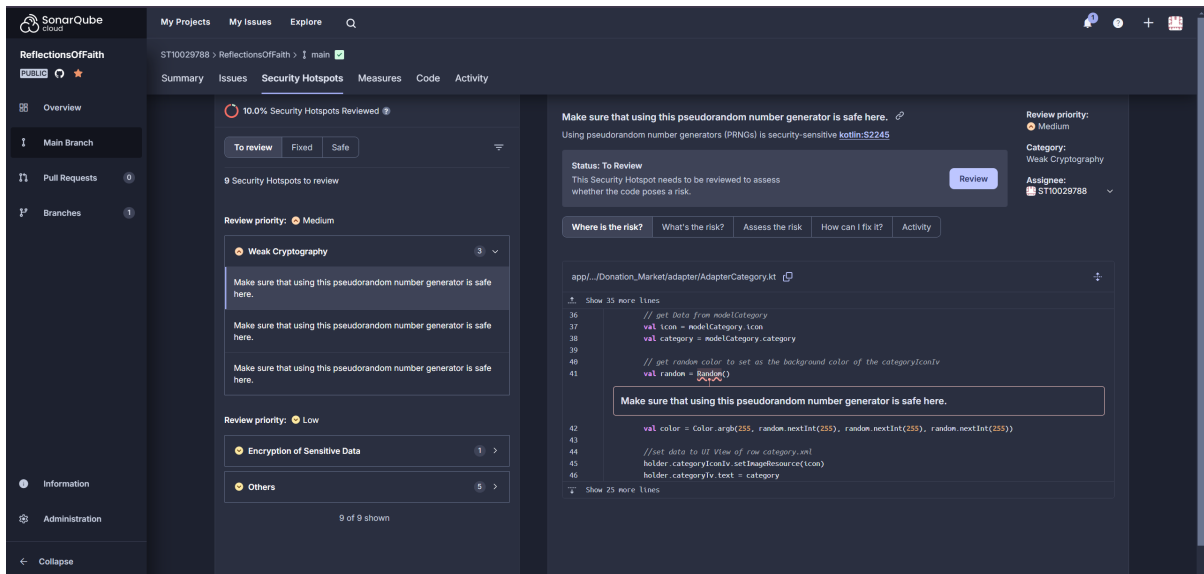 SonarQube cloud
My Projects My Issues Explore
1
?
ReflectionsOfFaith
PUBLIC
ST10029788 > ReflectionsOfFaith > main
Summary Issues Security Hotspots Measures Code Activity
Overview
Main Branch
Pull Requests 0
Branches 1
Information
Administration
Collapse
10.0% Security Hotspots Reviewed ?
To review Fixed Safe
9 Security Hotspots to review
Review priority: Medium
Weak Cryptography 3
Make sure that using this pseudorandom number generator is safe
here.
Make sure that using this pseudorandom number generator is safe
here.
Make sure that using this pseudorandom number generator is safe
here.
Review priority: Low
Encryption of Sensitive Data 1
Others 5
9 of 9 shown
Make sure that using this pseudorandom number generator is safe here.
Using pseudorandom number generators (PRNGs) is security-sensitive kotlin:S2245
Review priority:
Medium
Category:
Weak Cryptography
Assignee:
ST10029788
Status: To Review
This Security Hotspot needs to be reviewed to assess
whether the code poses a risk.
Review
Where is the risk? What's the risk? Assess the risk How can I fix it? Activity
app/.../Donation_Market/adapter/AdapterCategory.kt
Show 35 more lines
36 // get Data from modelCategory
37 val icon = modelCategory.icon
38 val category = modelCategory.category
39
40 // get random color to set as the background color of the categoryIconIv
41 val random = Random()
Make sure that using this pseudorandom number generator is safe here.
42 val color = Color.argb(255, random.nextInt(255), random.nextInt(255), random.nextInt(255))
43
44 //set data to UI View of row category.xml
45 holder.categoryIconIv.setImageResource(icon)
46 holder.categoryTv.text = category
Show 25 more lines